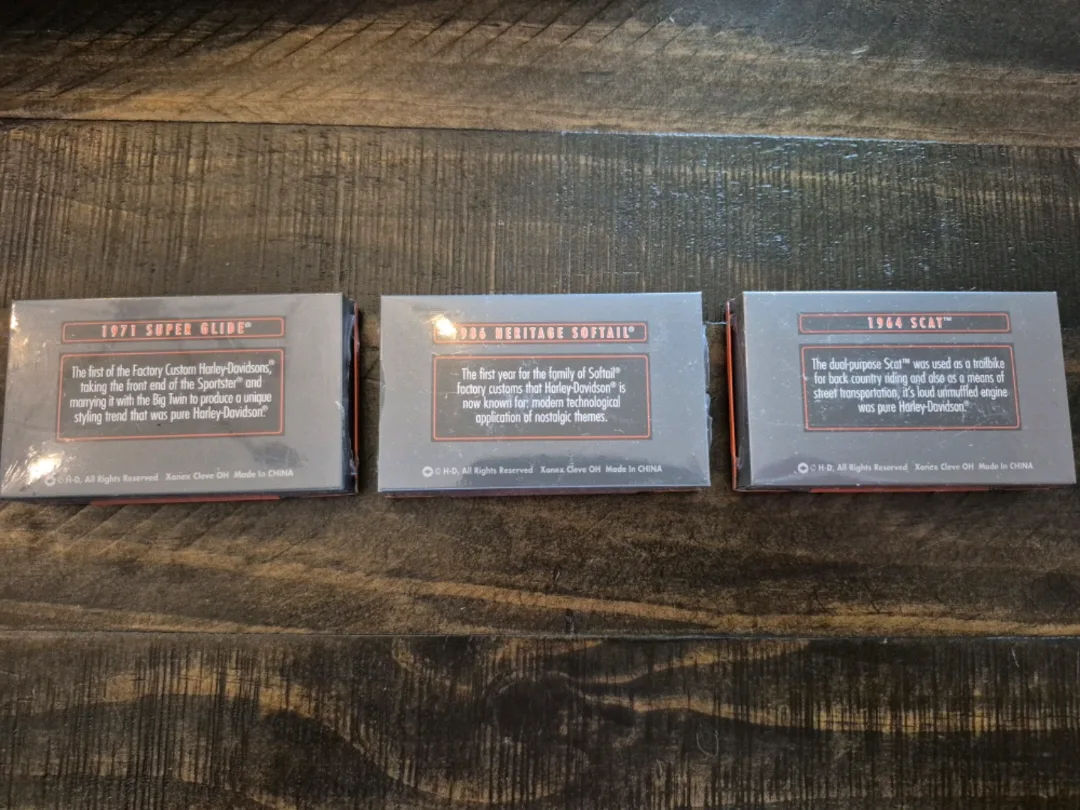 1971 SUPER GLIDE®
The first of the Factory Custom Harley-Davidsons,®
taking the front end of the Sportster® and
marrying it with the Big Twin to produce a unique
styling trend that was pure Harley-Davidson.®
© H-D, All Rights Reserved Xonex Cleve OH Made In CHINA
1986 HERITAGE SOFTAIL®
The first year for the family of Softail®
factory customs that Harley-Davidson® is
now known for: modern technological
application of nostalgic themes.
© H-D, All Rights Reserved Xonex Cleve OH Made In CHINA
1964 SCAT™
The dual-purpose Scat™ was used as a trailbike
for back country riding and also as a means of
street transportation, it's loud unmuffled engine
was pure Harley-Davidson.®
© H-D, All Rights Reserved Xonex Cleve OH Made In CHINA